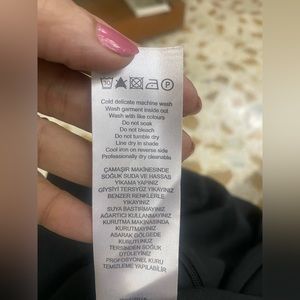 30 P
Cold delicate machine wash
Wash garment inside out
Wash with like colours
Do not soak
Do not bleach
Do not tumble dry
Line dry in shade
Cool iron on reverse side
Professionally dry cleanable
ÇAMAŞIR MAKİNESİNDE
SOĞUK SUDA VE HASSAS
YIKAMA YAPINIZ
GİYSİYİ TERSYÜZ YIKAYINIZ
BENZER RENKLERLE
YIKAYINIZ
SUYA BASTIRMAYINIZ
AĞARTICI KULLANMAYINIZ
KURUTMA MAKİNASINDA
KURUTMAYINIZ
ASARAK GÖLGEDE
KURUTUNUZ
TERSİNDEN SOĞUK
ÜTÜLEYİNİZ
PROFOSYONEL KURU
TEMİZLEME YAPILABİLİR